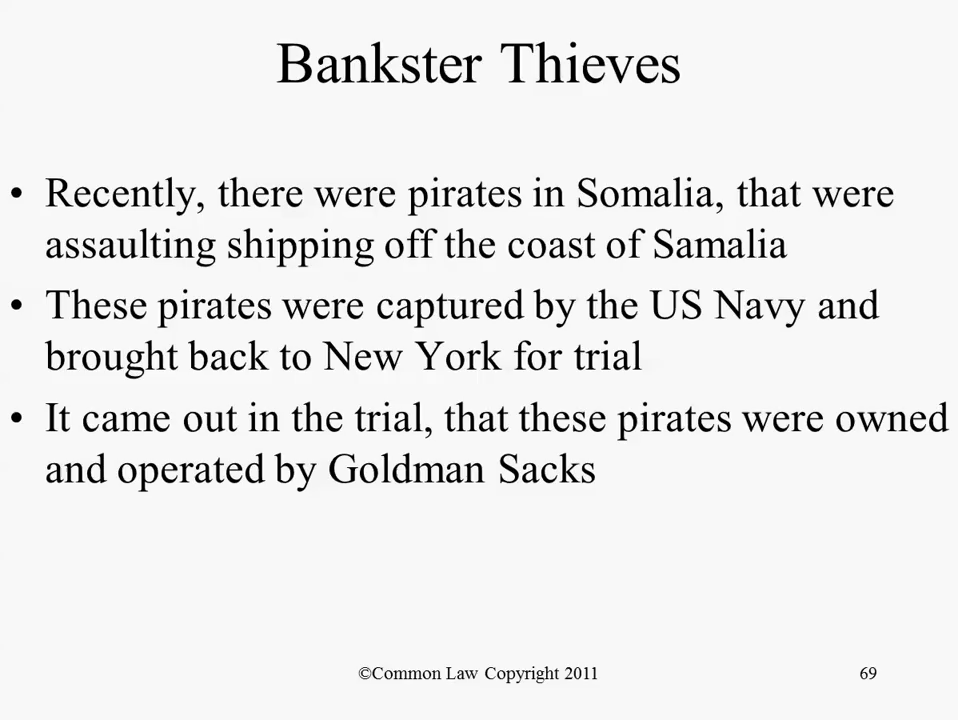 Bankster Thieves
• Recently, there were pirates in Somalia, that were
assaulting shipping off the coast of Samalia
• These pirates were captured by the US Navy and
brought back to New York for trial
• It came out in the trial, that these pirates were owned
and operated by Goldman Sacks
©Common Law Copyright 2011
69